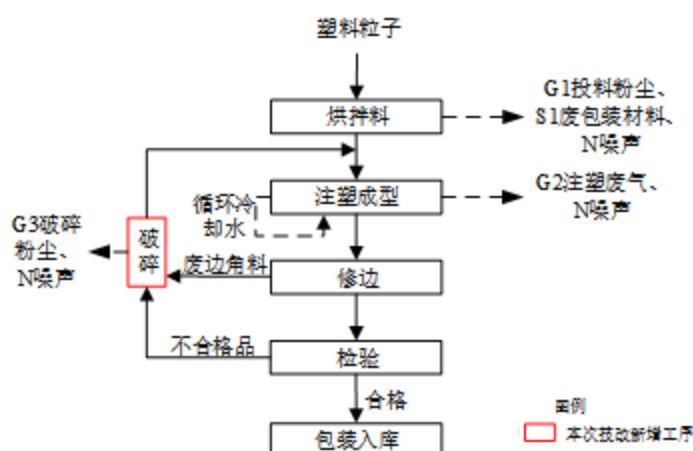 塑料粒子
烘拌料
G1投料粉尘、
S1废包装材料、
N噪声
循环冷
却水
注塑成型
G2注塑废气、
N噪声
G3破碎
粉尘、
N噪声
破
碎
废边角料
修边
不合格品
检验
合格
包装入库
图例
本次技改新增工序